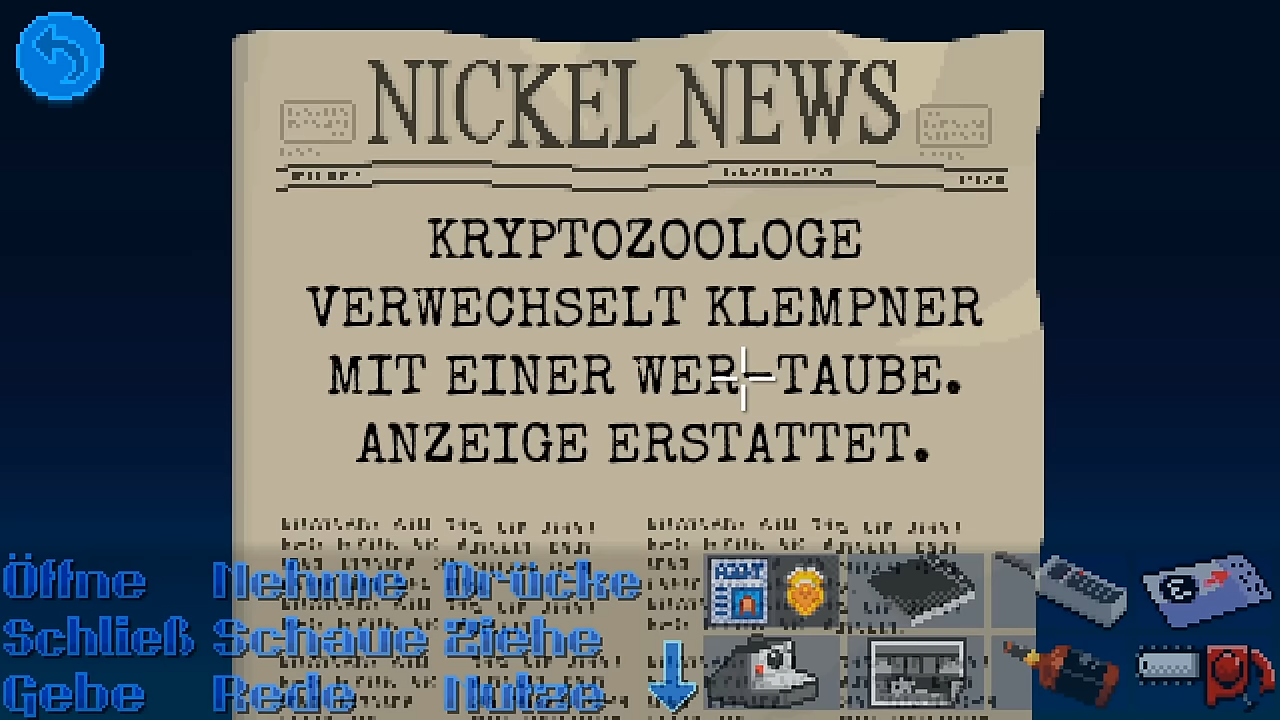 NICKEL NEWS
KRYPTOZOOLOGE
VERWECHSELT KLEMPNER
MIT EINER WER-TAUBE.
ANZEIGE ERSTATTET.
Öffne Nehme Drücke
Schließ Schaue Ziehe
Gebe Rede Nutze